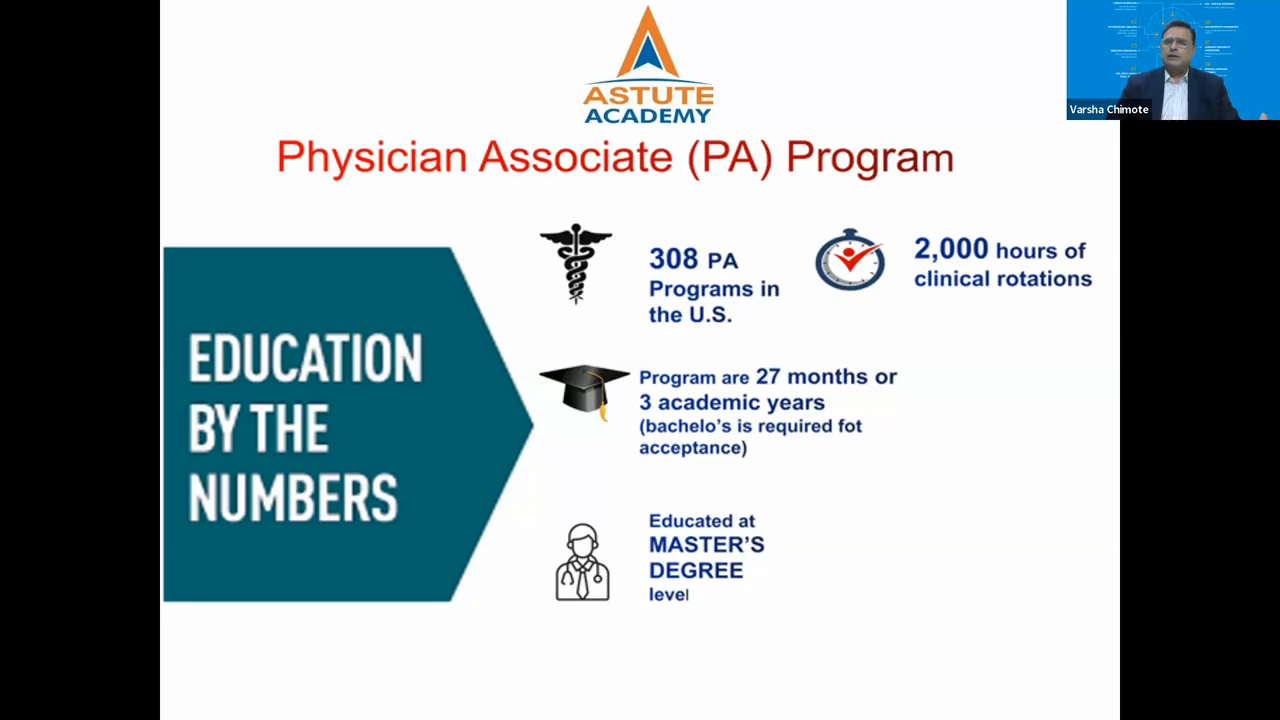 ASTUTE
ACADEMY
Physician Associate (PA) Program
Varsha Chimote
EDUCATION
BY THE
NUMBERS
308 PA
Programs in
the U.S.
2,000 hours of
clinical rotations
Program are 27 months or
3 academic years
(bachelo's is required fot
acceptance)
Educated at
MASTER'S
DEGREE
level